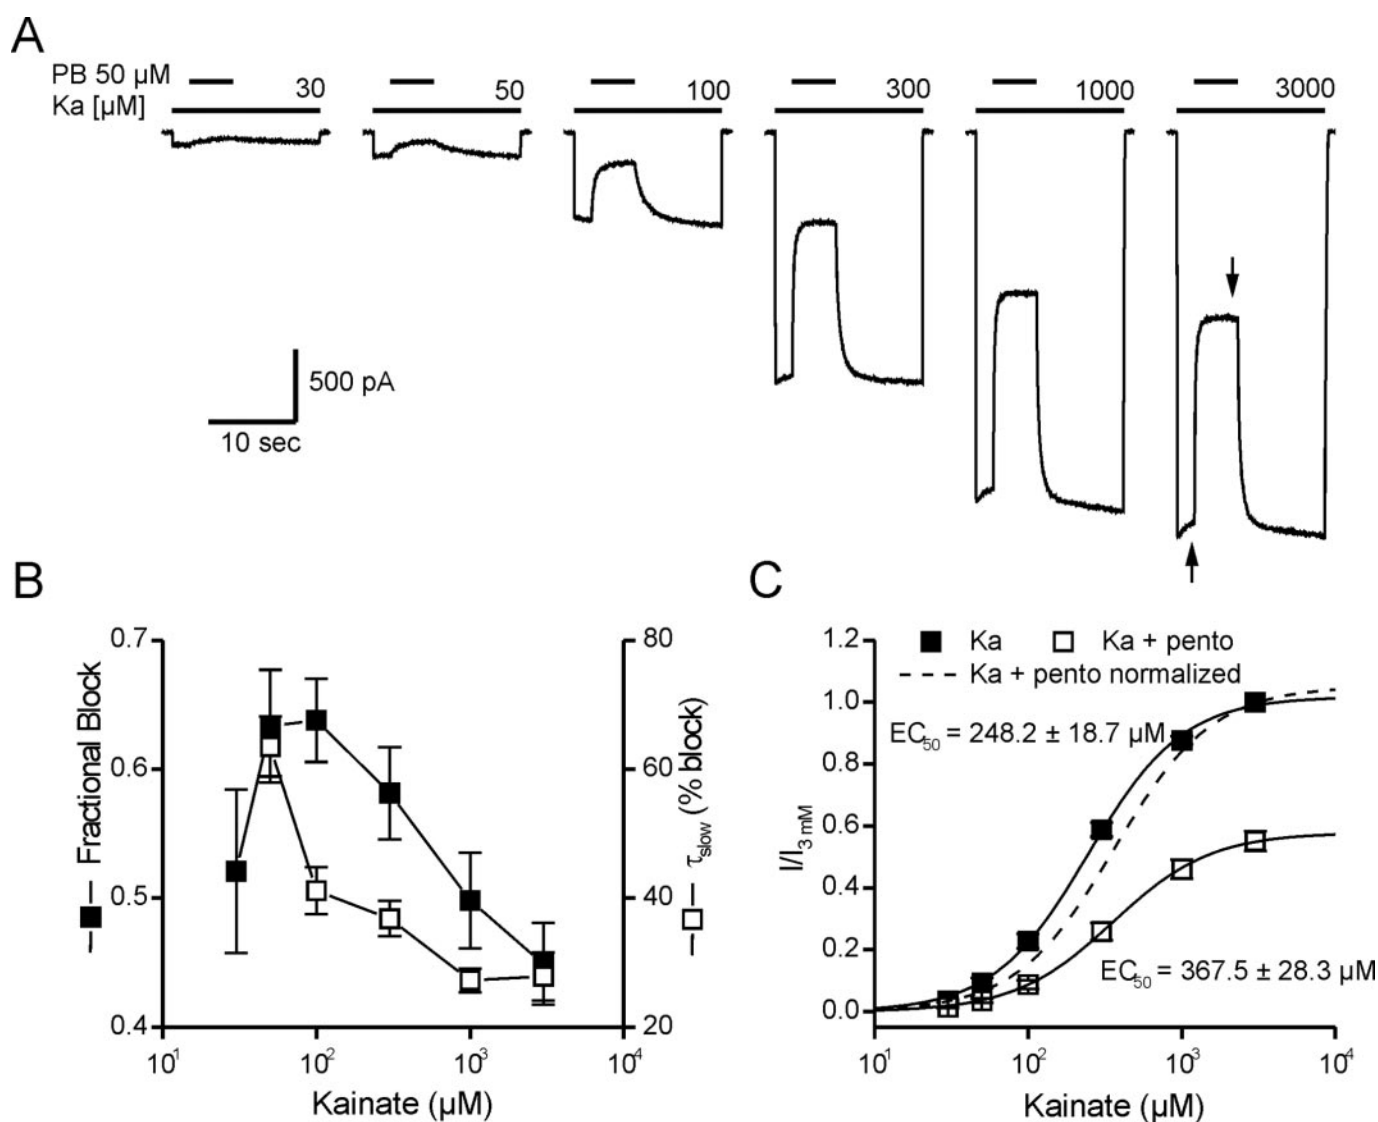 A
PB 50 µM
Ka [µM]
30
50
100
300
1000
3000
500 pA
10 sec
B
0.7
0.6
0.5
0.4
80
60
40
20
Fractional Block
τslow (% block)
10¹ 10² 10³ 10⁴
Kainate (µM)
C
Ka
Ka + pento
Ka + pento normalized
EC50 = 248.2 ± 18.7 µM
EC50 = 367.5 ± 28.3 µM
1.2
1.0
0.8
0.6
0.4
0.2
0.0
I/I3 mM
10¹ 10² 10³ 10⁴
Kainate (µM)